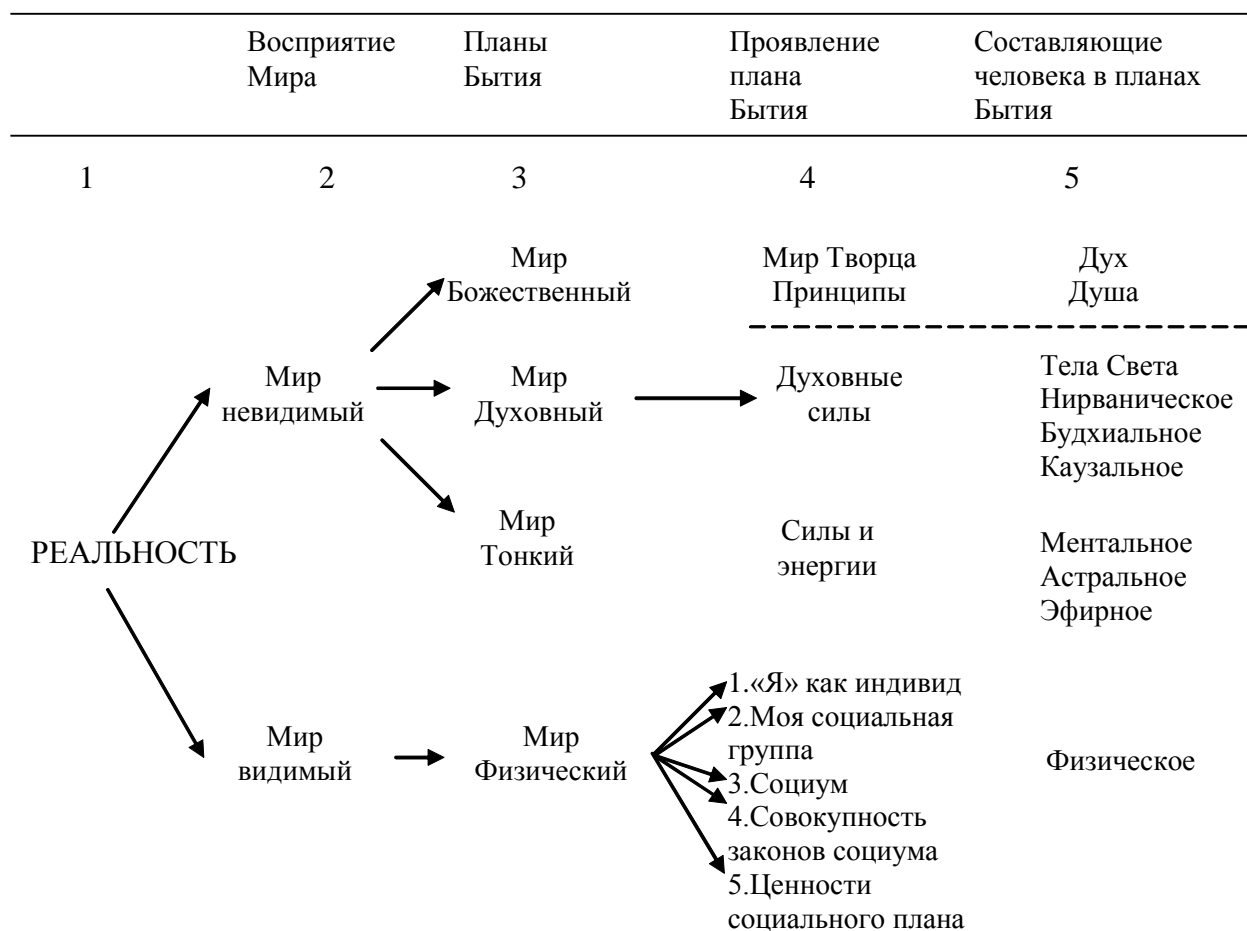 Восприятие Мира
Планы Бытия
Проявление плана Бытия
Составляющие человека в планах Бытия
1 2 3 4 5
Мир Божественный
Мир Творца Принципы
Дух
Душа
Мир невидимый
Мир Духовный
Духовные силы
Тела Света
Нирваническое
Будхиальное
Каузальное
РЕАЛЬНОСТЬ
Мир Тонкий
Силы и энергии
Ментальное
Астральное
Эфирное
Мир видимый
Мир Физический
1.«Я» как индивид
2.Моя социальная
группа
3.Социум
4.Совокупность
законов социума
5.Ценности
социального плана
Физическое